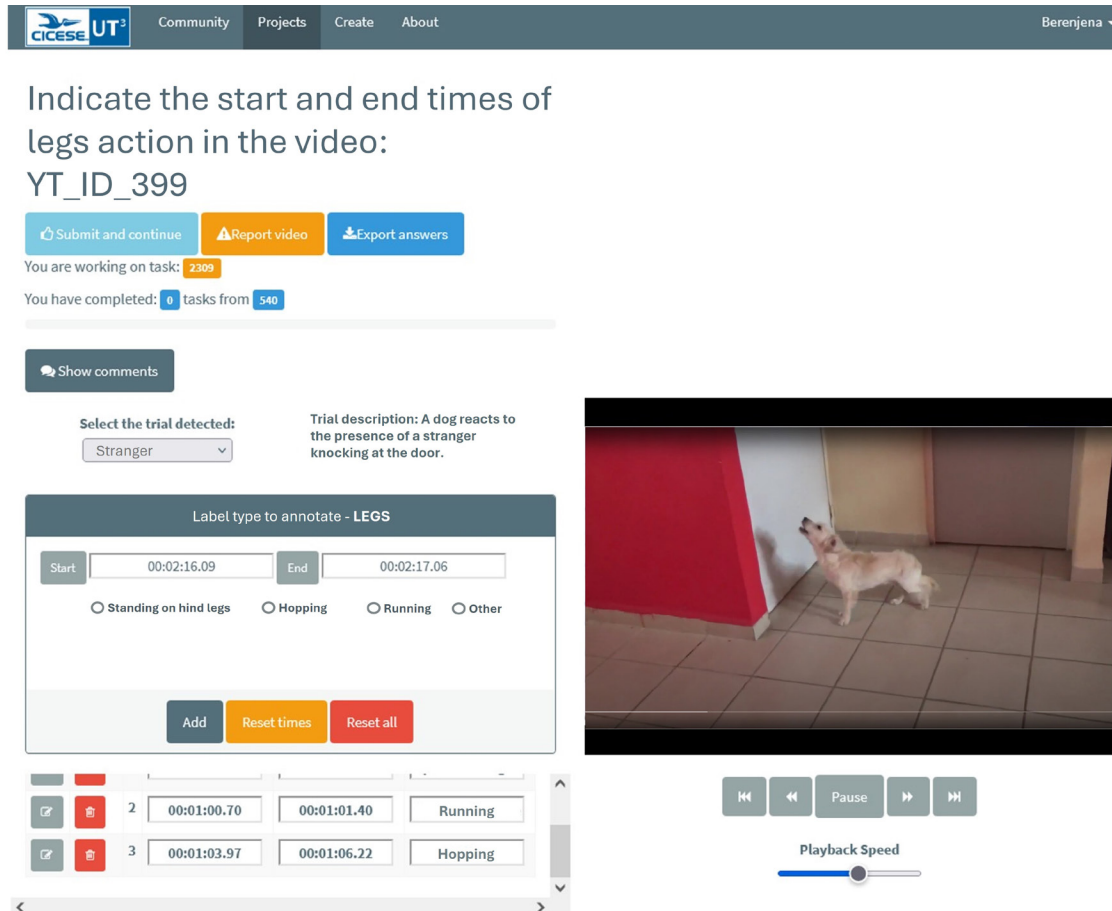 CICESE UT³ Community Projects Create About Berenjena
Indicate the start and end times of
legs action in the video:
YT_ID_399
Submit and continue Report video Export answers
You are working on task: 2309
You have completed: 0 tasks from 540
Show comments
Select the trial detected:
Stranger
Trial description: A dog reacts to
the presence of a stranger
knocking at the door.
Label type to annotate - LEGS
Start 00:02:16.09 End 00:02:17.06
Standing on hind legs Hopping Running Other
Add Reset times Reset all
2 00:01:00.70 00:01:01.40 Running
3 00:01:03.97 00:01:06.22 Hopping
Pause
Playback Speed